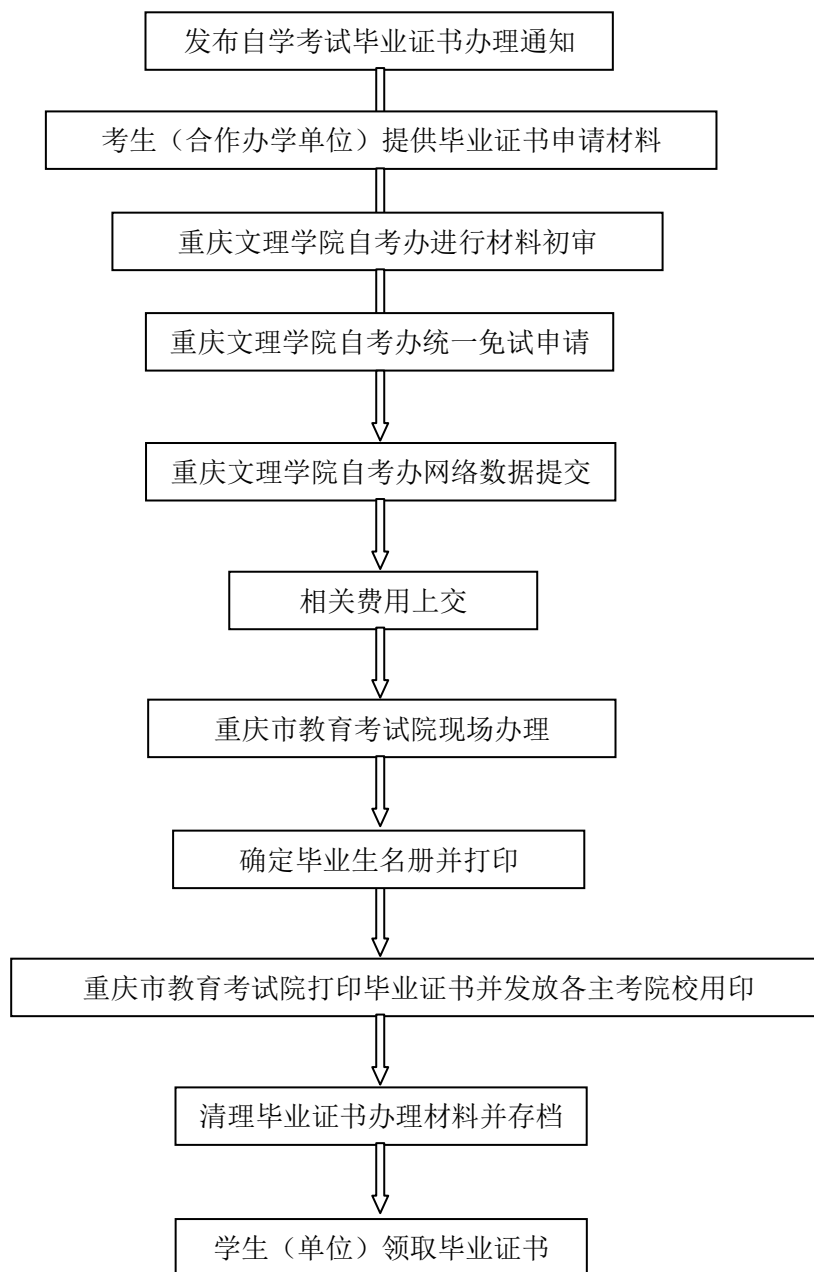 发布自学考试毕业证书办理通知
考生（合作办学单位）提供毕业证书申请材料
重庆文理学院自考办进行材料初审
重庆文理学院自考办统一免试申请
重庆文理学院自考办网络数据提交
相关费用上交
重庆市教育考试院现场办理
确定毕业生名册并打印
重庆市教育考试院打印毕业证书并发放各主考院校用印
清理毕业证书办理材料并存档
学生（单位）领取毕业证书